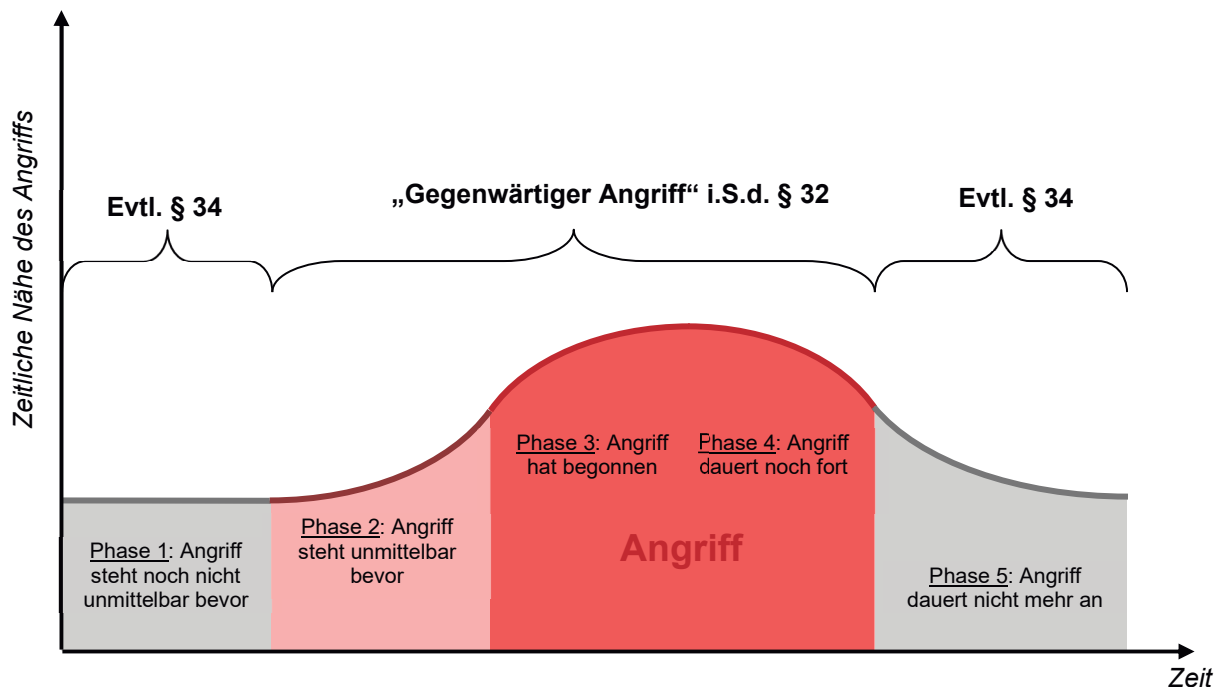 Zeitliche Nähe des Angriffs
Evtl. § 34
„Gegenwärtiger Angriff“ i.S.d. § 32
Evtl. § 34
Phase 1: Angriff
steht noch nicht
unmittelbar bevor
Phase 2: Angriff
steht unmittelbar
bevor
Phase 3: Angriff
hat begonnen
Phase 4: Angriff
dauert noch fort
Angriff
Phase 5: Angriff
dauert nicht mehr an
Zeit